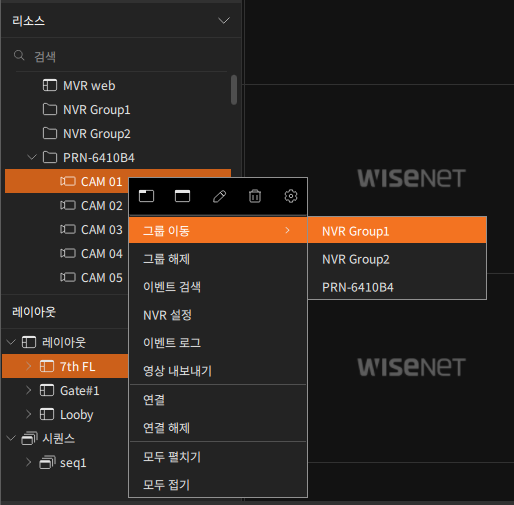 리소스
검색
MVR web
NVR Group1
NVR Group2
PRN-6410B4
CAM 01
CAM 02
CAM 03
CAM 04
CAM 05
그룹 이동
그룹 해제
이벤트 검색
NVR 설정
이벤트 로그
영상 내보내기
연결
연결 해제
모두 펼치기
모두 접기
NVR Group1
NVR Group2
PRN-6410B4
레이아웃
레이아웃
7th FL
Gate#1
Looby
시퀀스
seq1
WISENET
WISENET